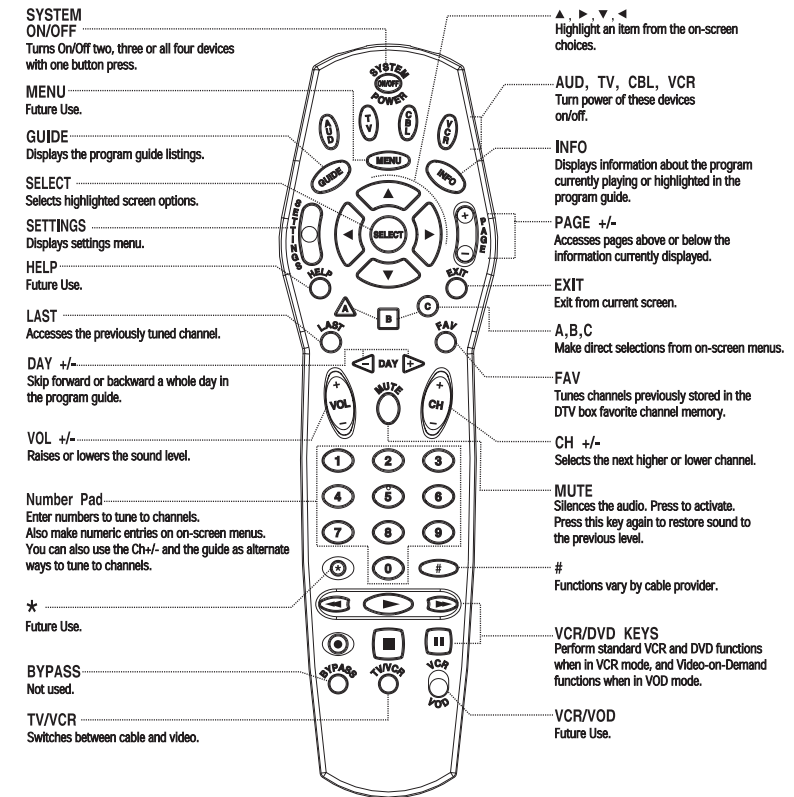 SYSTEM
ON/OFF
Turns On/Off two, three or all four devices
with one button press.
MENU
Future Use.
GUIDE
Displays the program guide listings.
SELECT
Selects highlighted screen options.
SETTINGS
Displays settings menu.
HELP
Future Use.
LAST
Accesses the previously tuned channel.
DAY +/-
Skip forward or backward a whole day in
the program guide.
VOL +/-
Raises or lowers the sound level.
Number Pad
Enter numbers to tune to channels.
Also make numeric entries on on-screen menus.
You can also use the Ch+/- and the guide as alternate
ways to tune to channels.
*
Future Use.
BYPASS
Not used.
TV/VCR
Switches between cable and video.
SYSTEM
ON/OFF
POWER
AUD
TV
CBL
VCR
MENU
GUIDE
INFO
▲
SETTINGS
◀
SELECT
▶
+
PAGE
–
▼
HELP
EXIT
A
B
C
LAST
FAV
– DAY +
MUTE
+
VOL
–
+
CH
–
1 2 3
4 5 6
7 8 9
* 0 #
BYPASS
TV/VCR
VCR
VOD
▲ , ▶ , ▼ , ◀
Highlight an item from the on-screen
choices.
AUD, TV, CBL, VCR
Turn power of these devices
on/off.
INFO
Displays information about the program
currently playing or highlighted in the
program guide.
PAGE +/-
Accesses pages above or below the
information currently displayed.
EXIT
Exit from current screen.
A,B,C
Make direct selections from on-screen menus.
FAV
Tunes channels previously stored in the
DTV box favorite channel memory.
CH +/-
Selects the next higher or lower channel.
MUTE
Silences the audio. Press to activate.
Press this key again to restore sound to
the previous level.
#
Functions vary by cable provider.
VCR/DVD KEYS
Perform standard VCR and DVD functions
when in VCR mode, and Video-on-Demand
functions when in VOD mode.
VCR/VOD
Future Use.